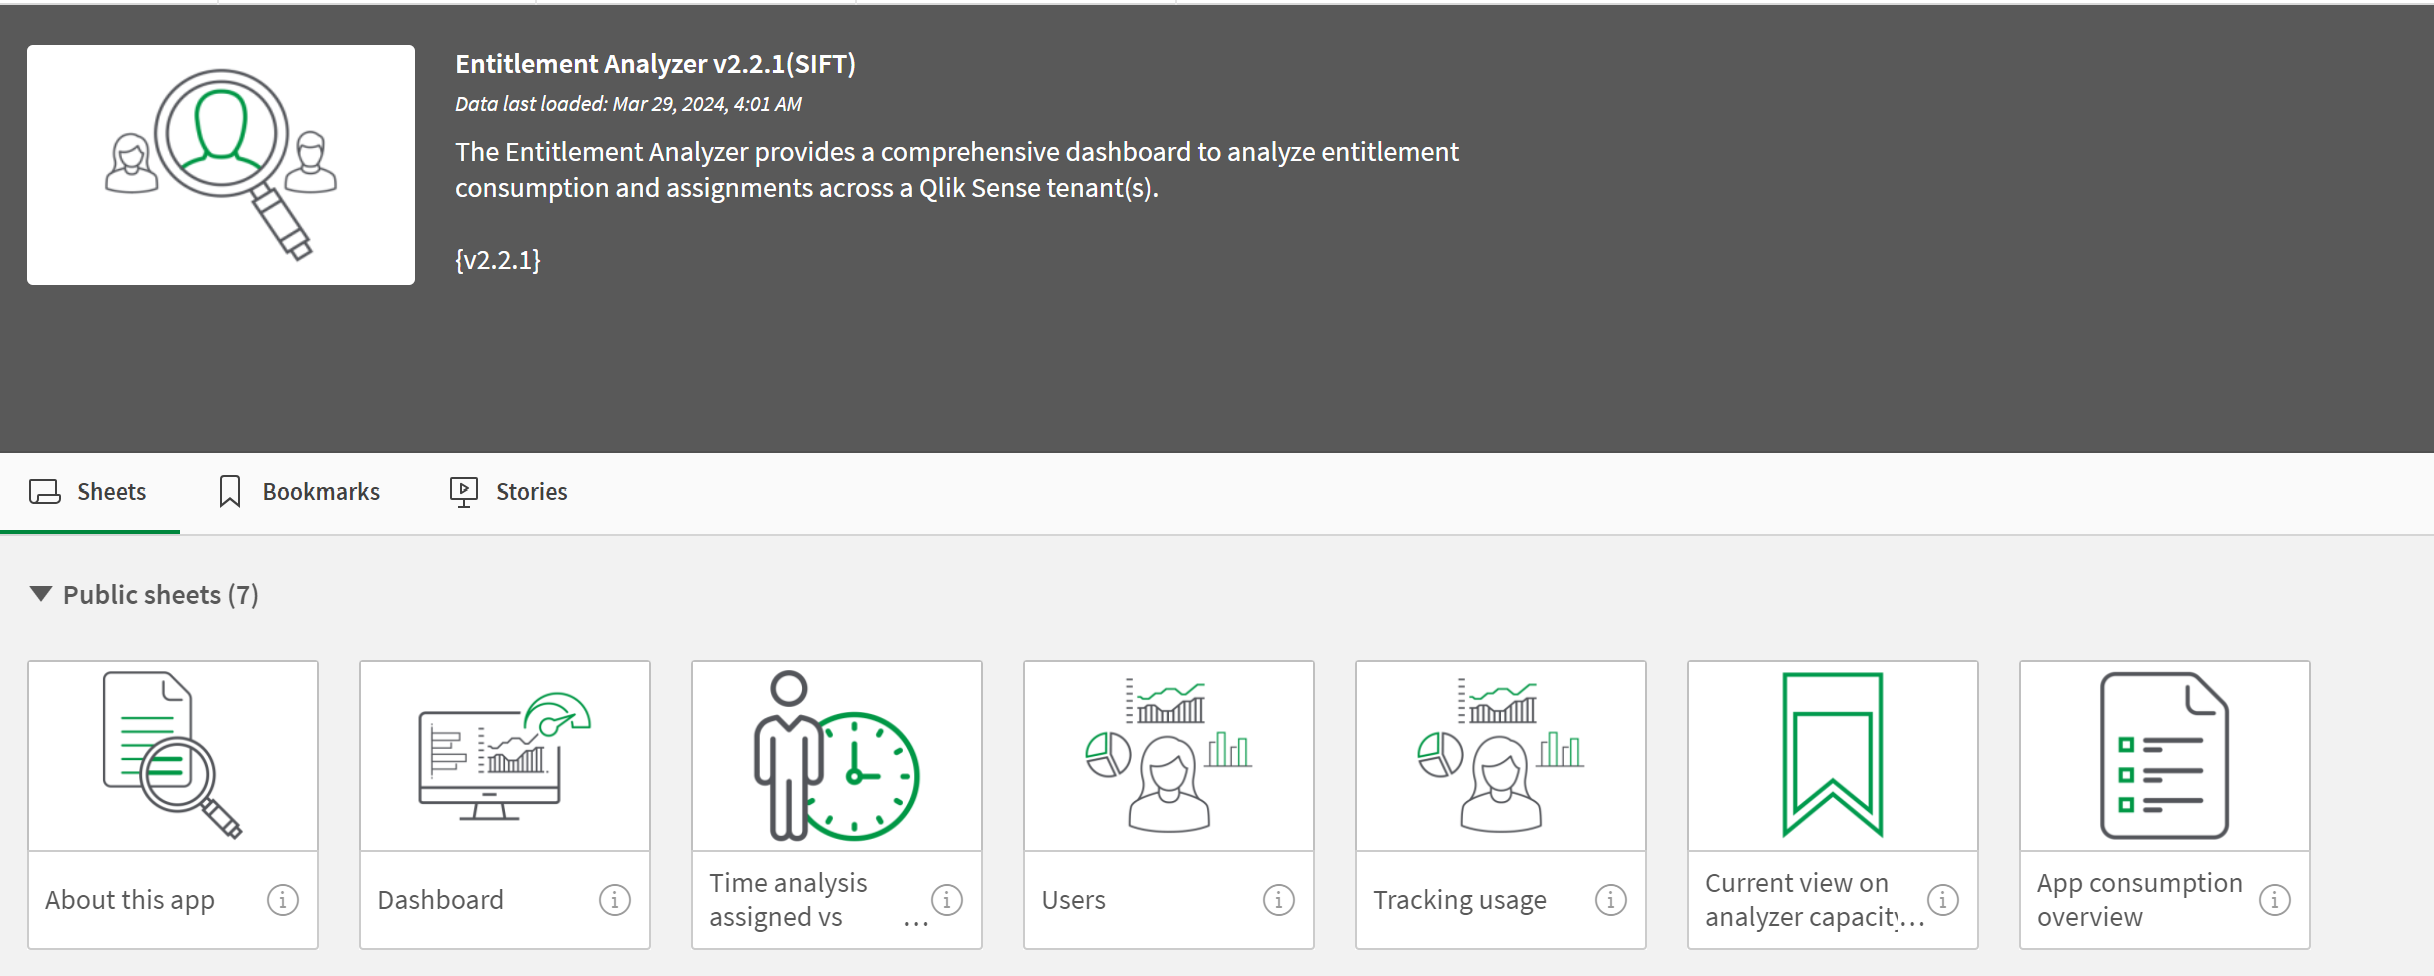 Entitlement Analyzer v2.2.1(SIFT)
Data last loaded: Mar 29, 2024, 4:01 AM
The Entitlement Analyzer provides a comprehensive dashboard to analyze entitlement
consumption and assignments across a Qlik Sense tenant(s).
{v2.2.1}
Sheets
Bookmarks
Stories
Public sheets (7)
About this app
Dashboard
Time analysis
assigned vs ...
Users
Tracking usage
Current view on
analyzer capacity...
App consumption
overview